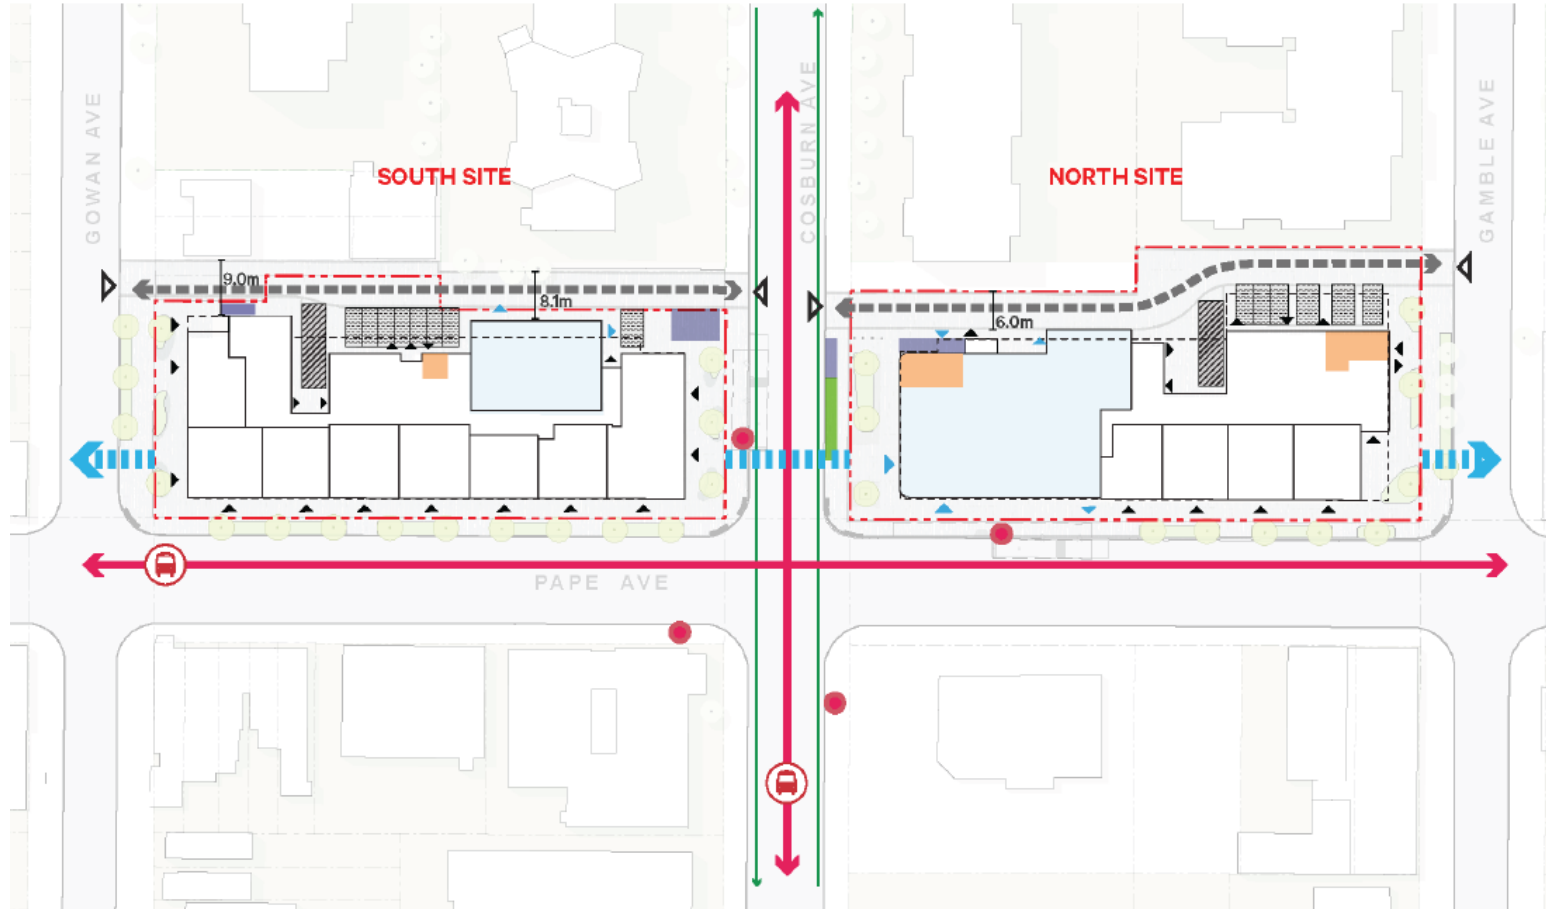 GOWAN AVE
COSBURN AVE
GAMBLE AVE
SOUTH SITE
NORTH SITE
9.0m
8.1m
6.0m
PAPE AVE